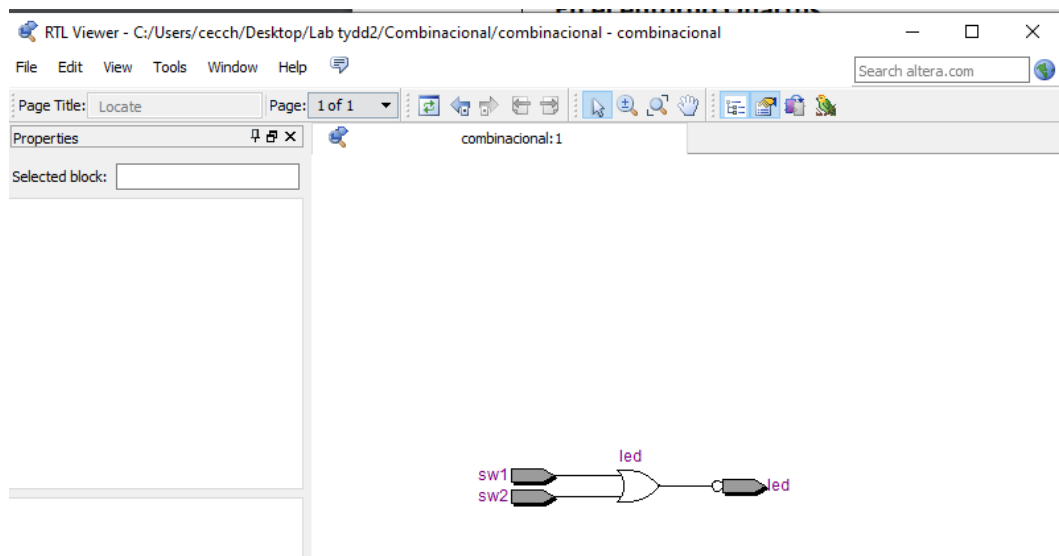 RTL Viewer - C:/Users/cecch/Desktop/Lab tydd2/Combinacional/combinacional - combinacional
File Edit View Tools Window Help
Search altera.com
Page Title: Locate Page: 1 of 1
Properties
combinacional:1
Selected block:
led
sw1
sw2
led